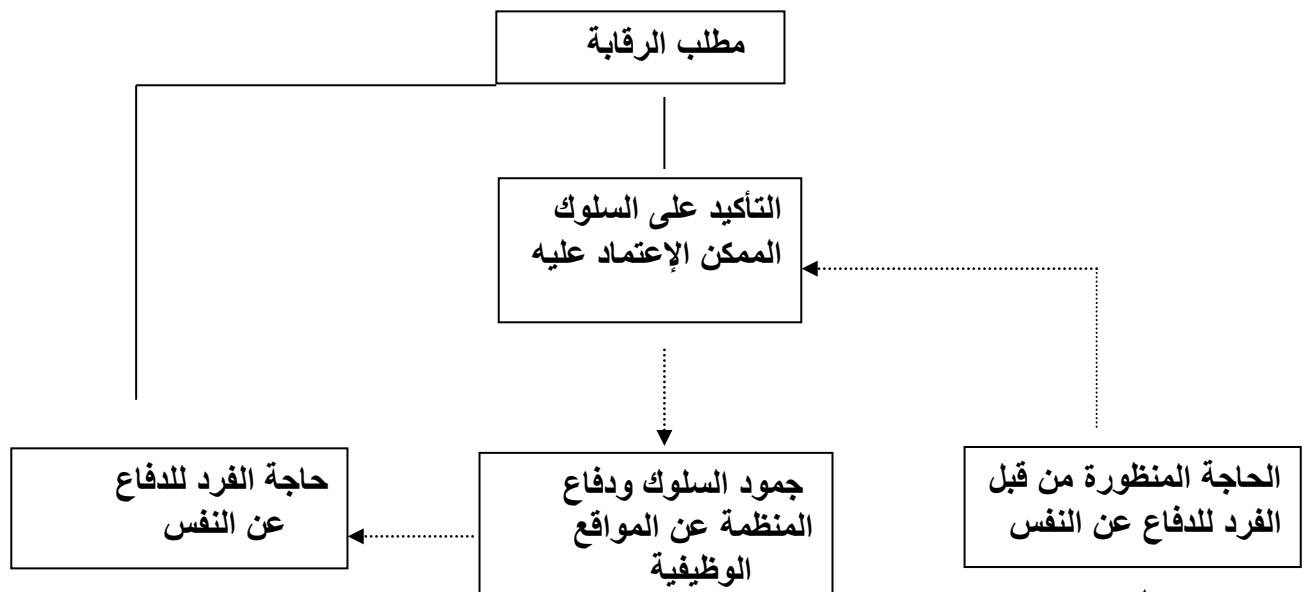 مطلب الرقابة
التأكيد على السلوك
الممكن الإعتماد عليه
الحاجة المنظورة من قبل
الفرد للدفاع عن النفس
جمود السلوك ودفاع
المنظمة عن المواقع
الوظيفية
حاجة الفرد للدفاع
عن النفس